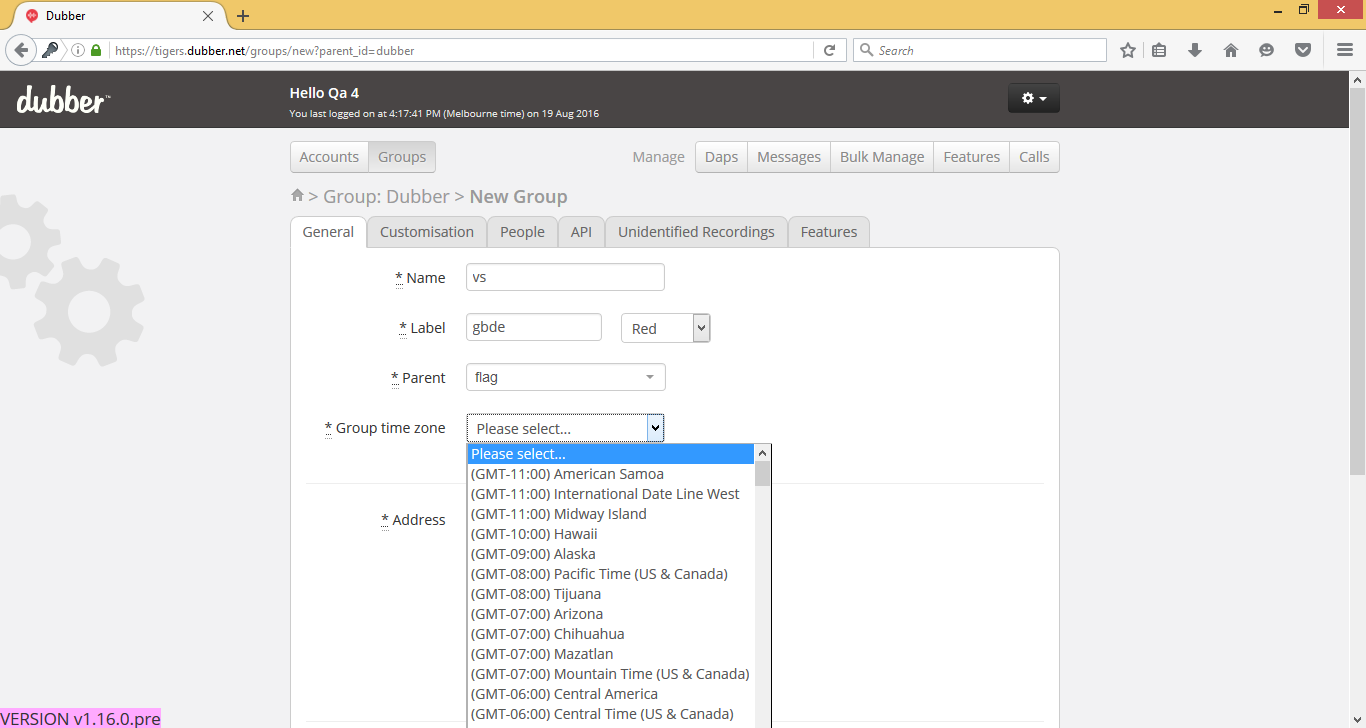 Dubber
https://tigers.dubber.net/groups/new?parent_id=dubber
Search
dubber™
Hello Qa 4
You last logged on at 4:17:41 PM (Melbourne time) on 19 Aug 2016
Accounts Groups Manage Daps Messages Bulk Manage Features Calls
> Group: Dubber > New Group
General Customisation People API Unidentified Recordings Features
* Name vs
* Label gbde Red
* Parent flag
* Group time zone Please select...
Please select...
(GMT-11:00) American Samoa
(GMT-11:00) International Date Line West
(GMT-11:00) Midway Island
(GMT-10:00) Hawaii
* Address
(GMT-09:00) Alaska
(GMT-08:00) Pacific Time (US & Canada)
(GMT-08:00) Tijuana
(GMT-07:00) Arizona
(GMT-07:00) Chihuahua
(GMT-07:00) Mazatlan
(GMT-07:00) Mountain Time (US & Canada)
(GMT-06:00) Central America
(GMT-06:00) Central Time (US & Canada)
VERSION v1.16.0.pre